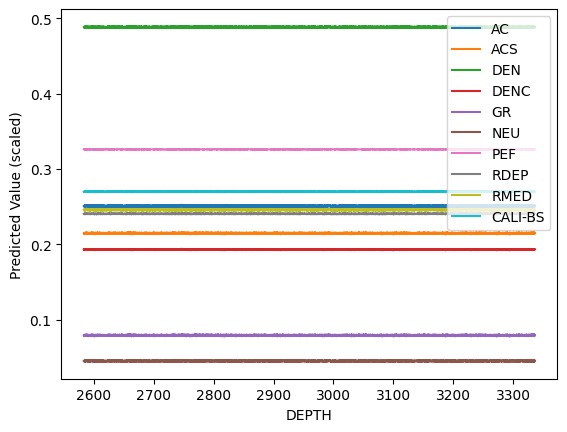 0.5
0.4
0.3
0.2
0.1
Predicted Value (scaled)
2600 2700 2800 2900 3000 3100 3200 3300
DEPTH
AC
ACS
DEN
DENC
GR
NEU
PEF
RDEP
RMED
CALI-BS